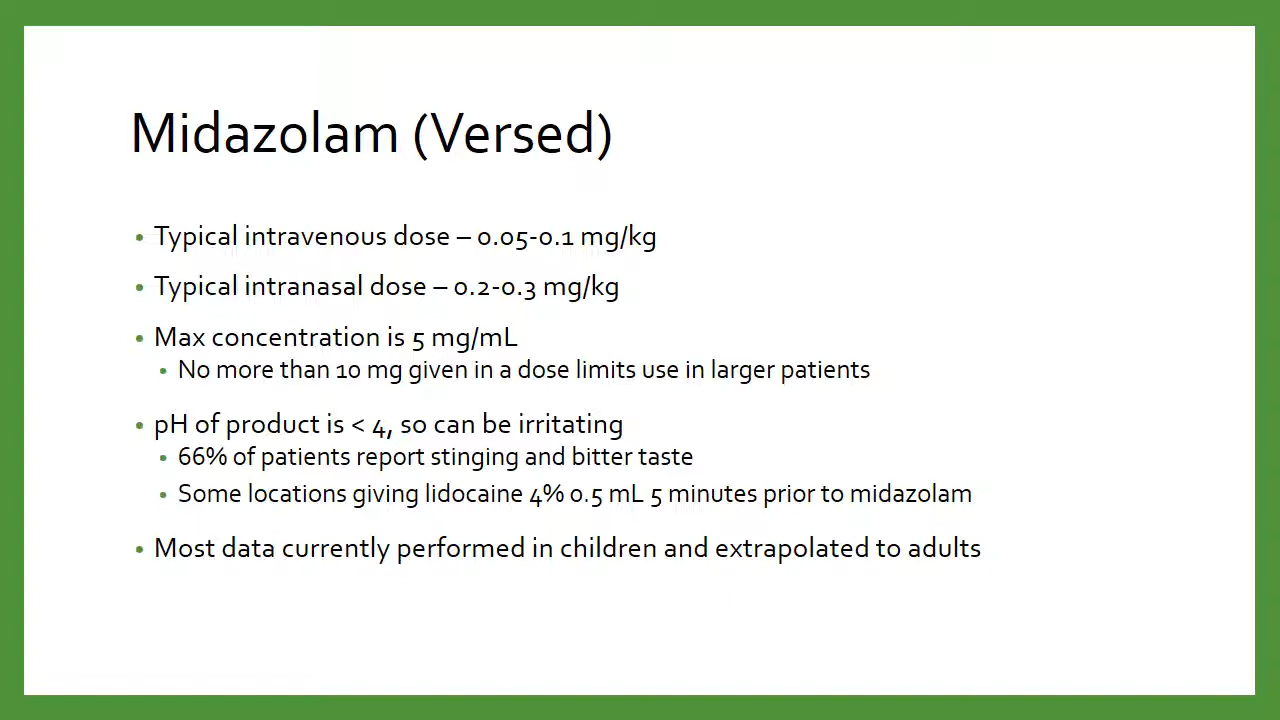 Midazolam (Versed)
• Typical intravenous dose – 0.05-0.1 mg/kg
• Typical intranasal dose – 0.2-0.3 mg/kg
• Max concentration is 5 mg/mL
• No more than 10 mg given in a dose limits use in larger patients
• pH of product is < 4, so can be irritating
• 66% of patients report stinging and bitter taste
• Some locations giving lidocaine 4% 0.5 mL 5 minutes prior to midazolam
• Most data currently performed in children and extrapolated to adults